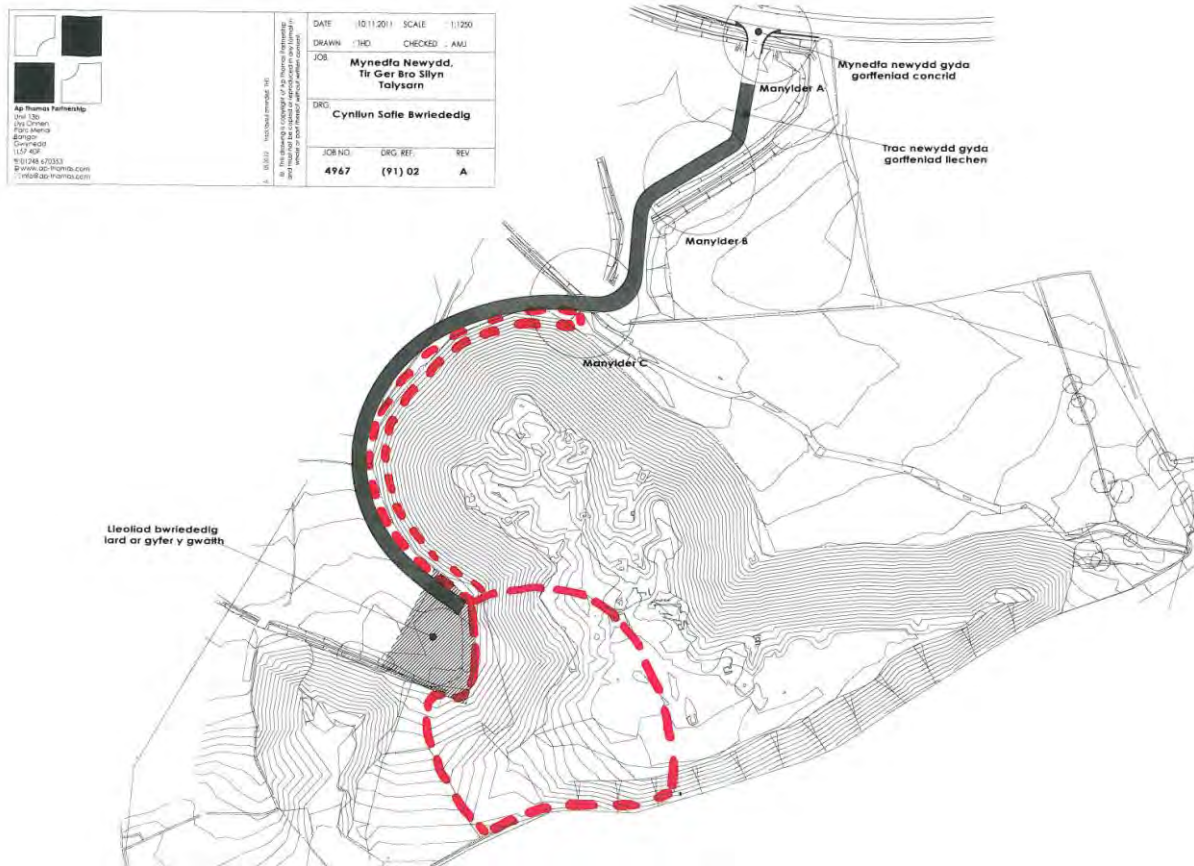 Ap Thomas Partnership
Unit 13b
Llys Onnen
Parc Menai
Bangor
Gwynedd
LL57 4DF
01248 670353
www.ap-thomas.com
info@ap-thomas.com
DATE : 10:11:2011 SCALE : 1:1250
DRAWN : THD CHECKED : AMJ
JOB.
Mynedfa Newydd,
Tir Ger Bro Silyn
Talysarn
DRG.
Cynllun Safle Bwriededig
JOB NO. DRG. REF. REV
4967 (91) 02 A
Mynedfa newydd gyda
gorffeniad concrid
Manylder A
Trac newydd gyda
gorffeniad llechen
Manylder B
Manylder C
Lleoliad bwriededig
iard ar gyfer y gwaith